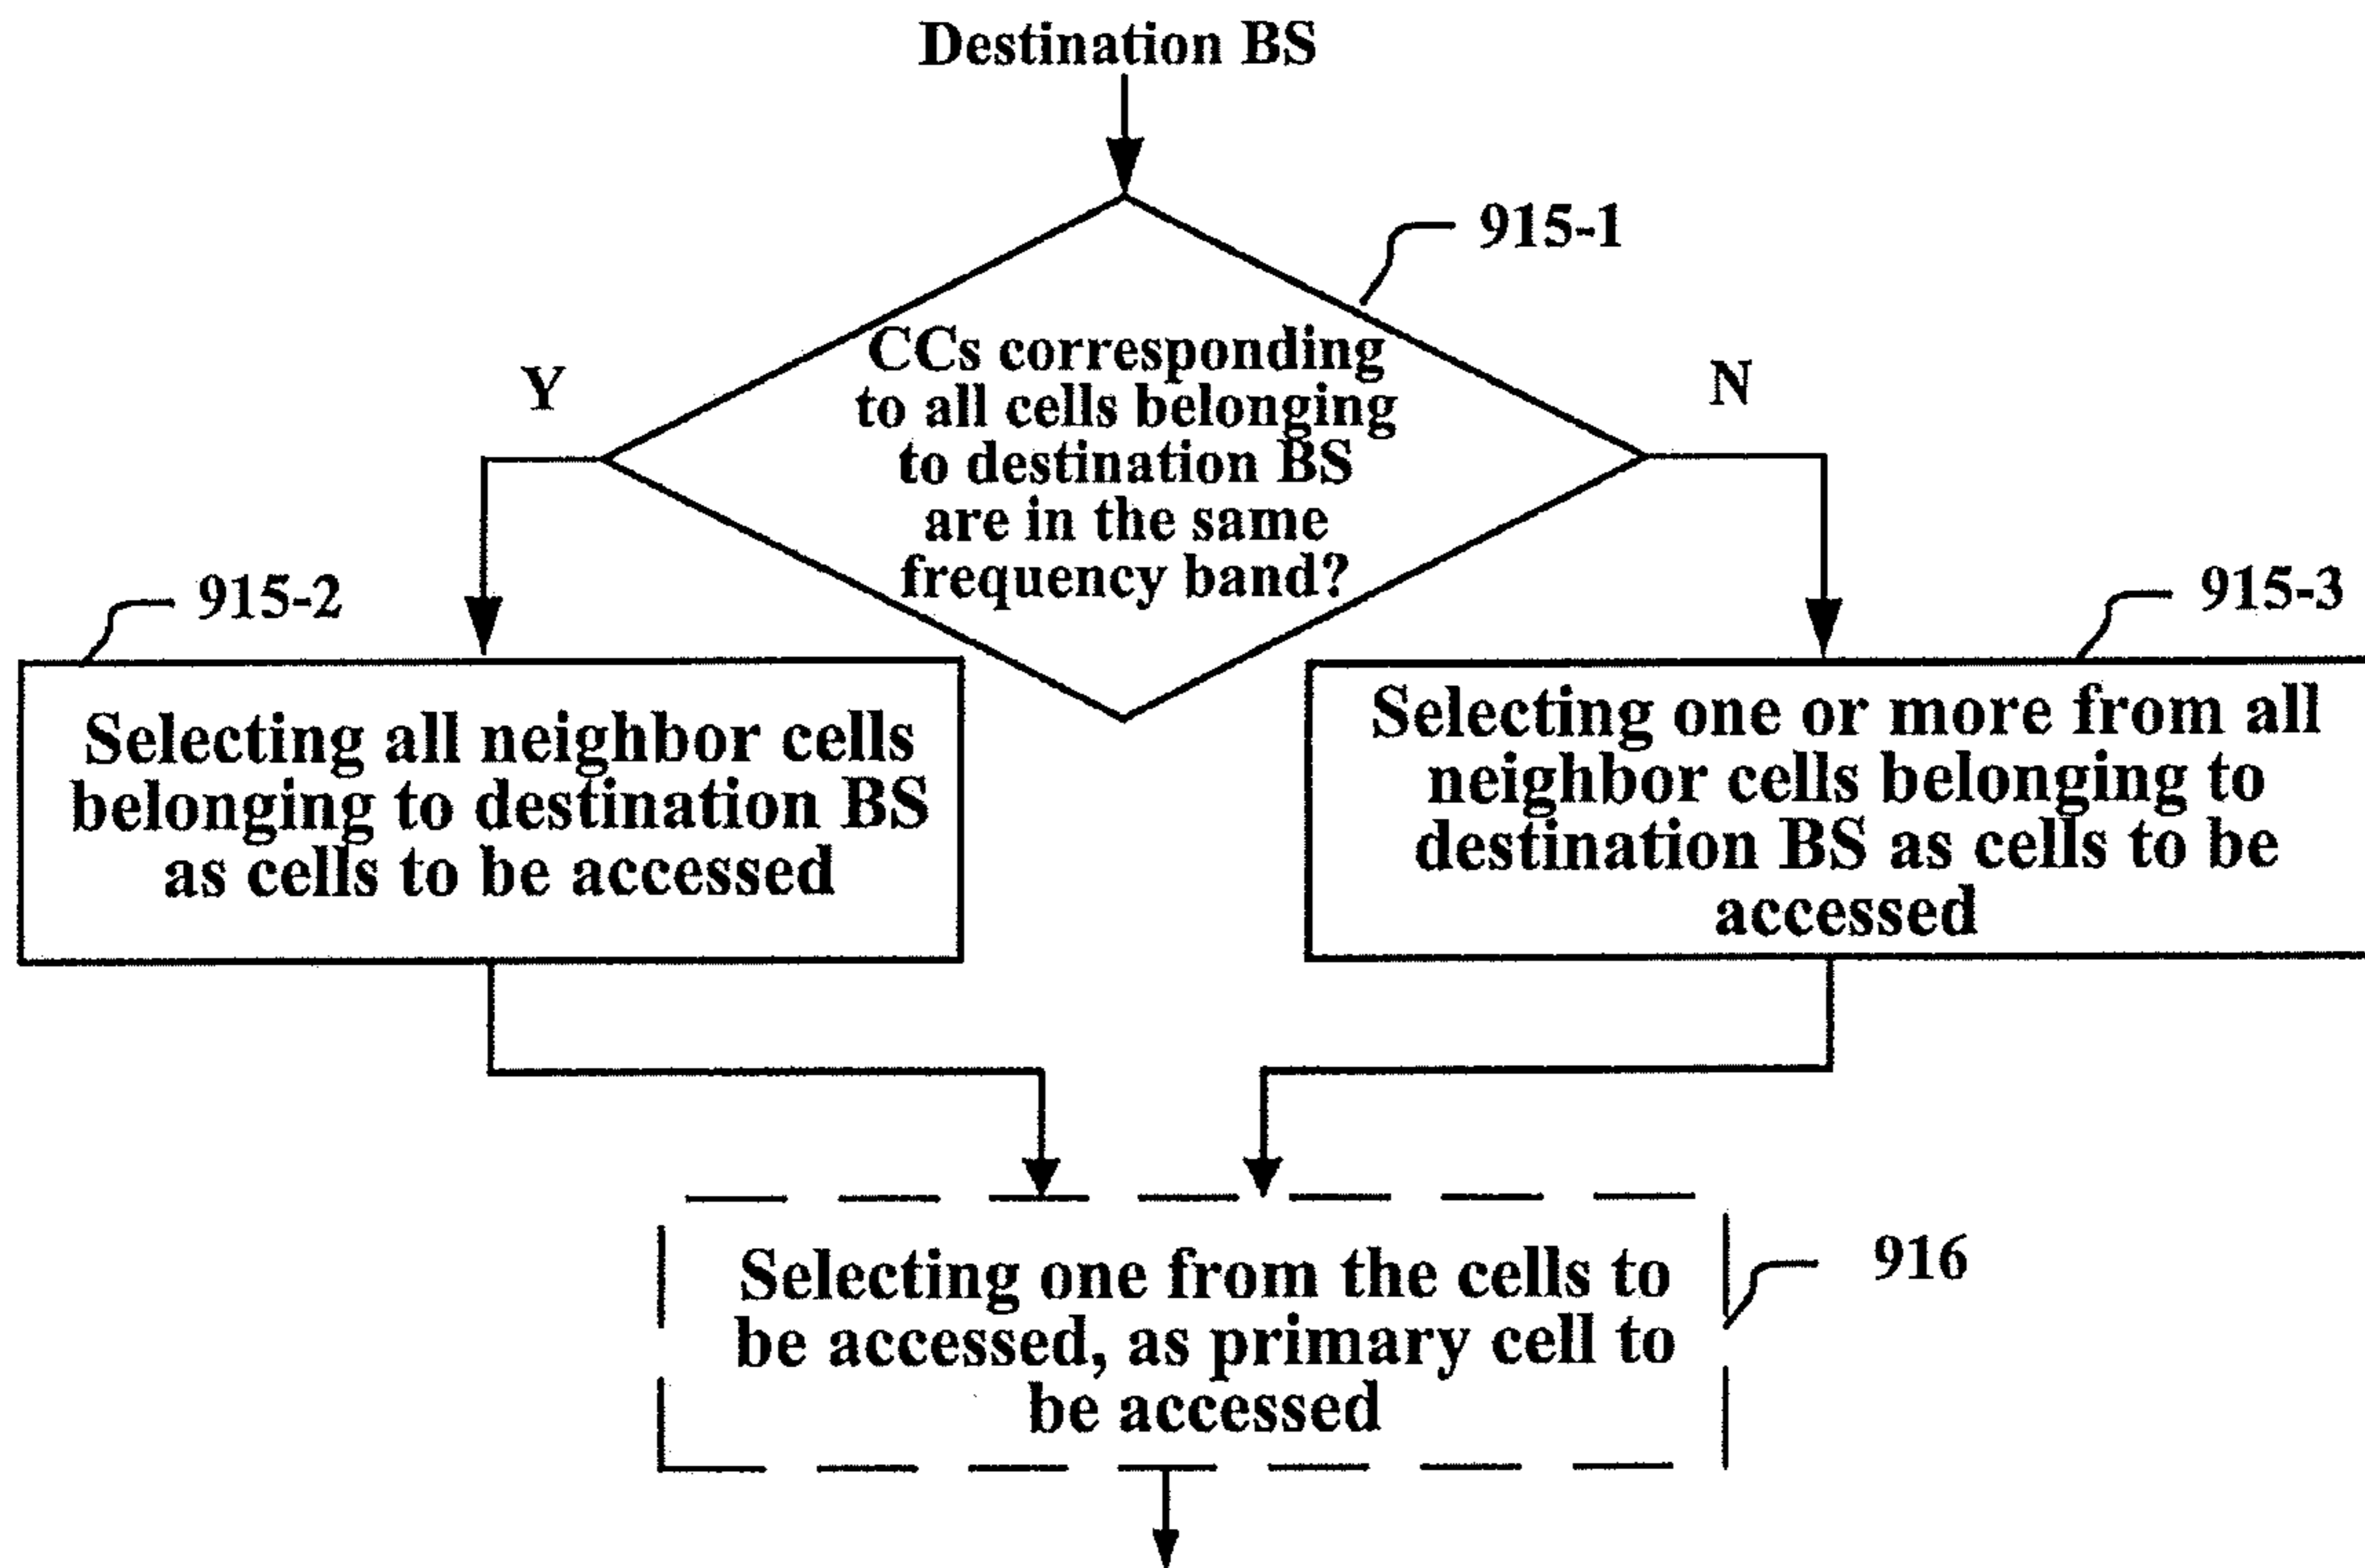 Destination BS
915-1
CCs corresponding
to all cells belonging
to destination BS
are in the same
frequency band?
Y
N
915-2
Selecting all neighbor cells
belonging to destination BS
as cells to be accessed
915-3
Selecting one or more from all
neighbor cells belonging to
destination BS as cells to be
accessed
Selecting one from the cells to
be accessed, as primary cell to
be accessed
916